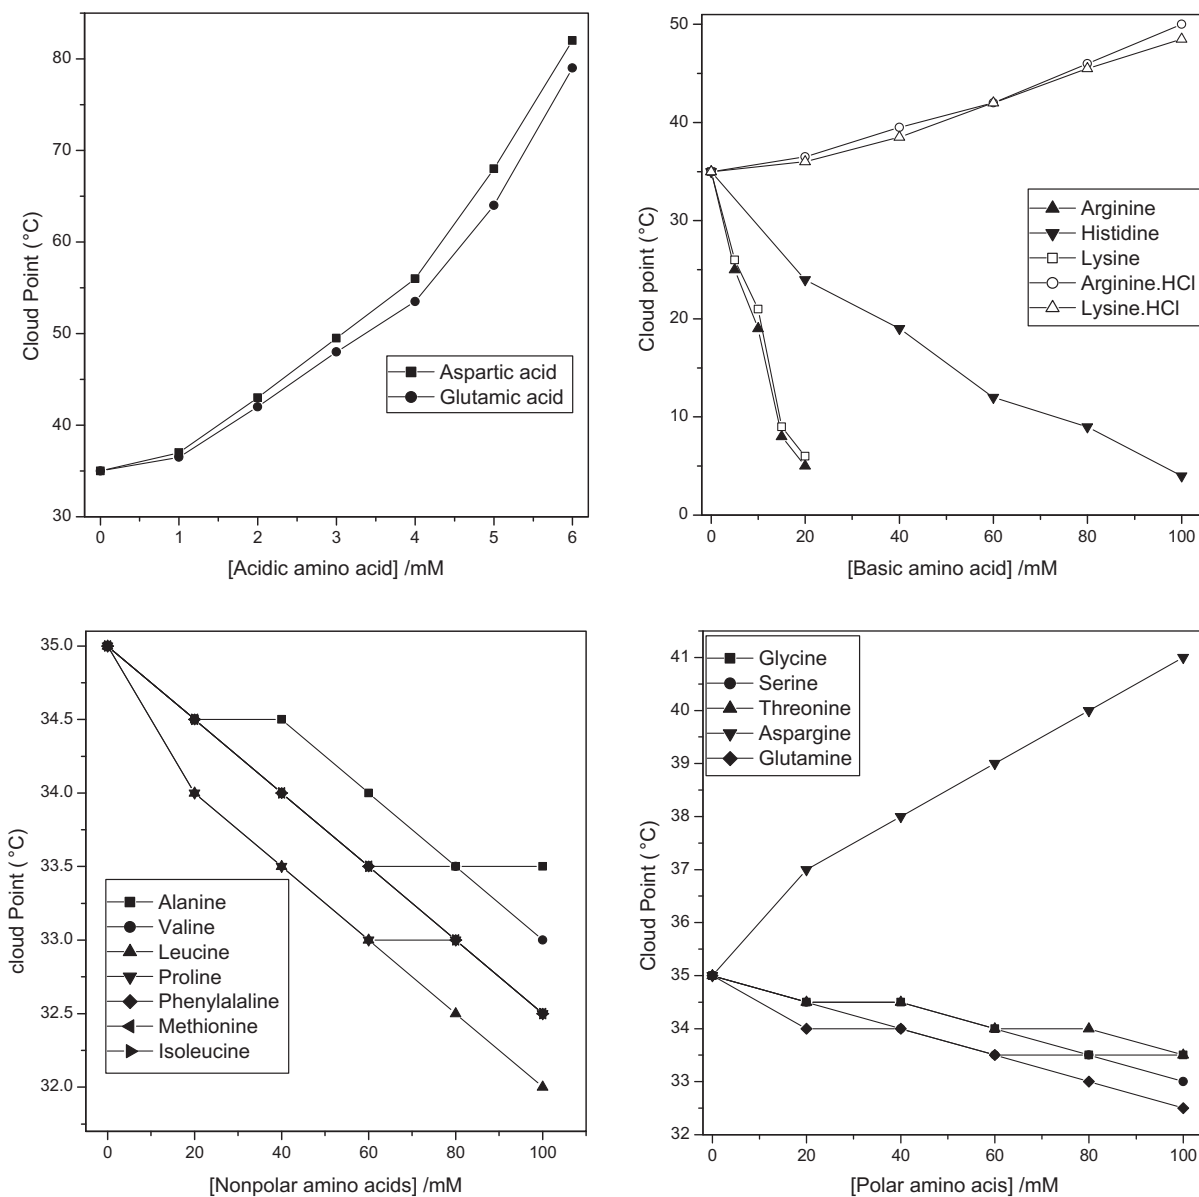 80
70
60
50
40
30
Cloud Point (°C)
Aspartic acid
Glutamic acid
0 1 2 3 4 5 6
[Acidic amino acid] /mM
50
40
30
20
10
0
Cloud point (°C)
Arginine
Histidine
Lysine
Arginine.HCl
Lysine.HCl
0 20 40 60 80 100
[Basic amino acid] /mM
35.0
34.5
34.0
33.5
33.0
32.5
32.0
cloud Point (°C)
Alanine
Valine
Leucine
Proline
Phenylalaline
Methionine
Isoleucine
0 20 40 60 80 100
[Nonpolar amino acids] /mM
41
40
39
38
37
36
35
34
33
32
Cloud Point (°C)
Glycine
Serine
Threonine
Aspargine
Glutamine
0 20 40 60 80 100
[Polar amino acis] /mM